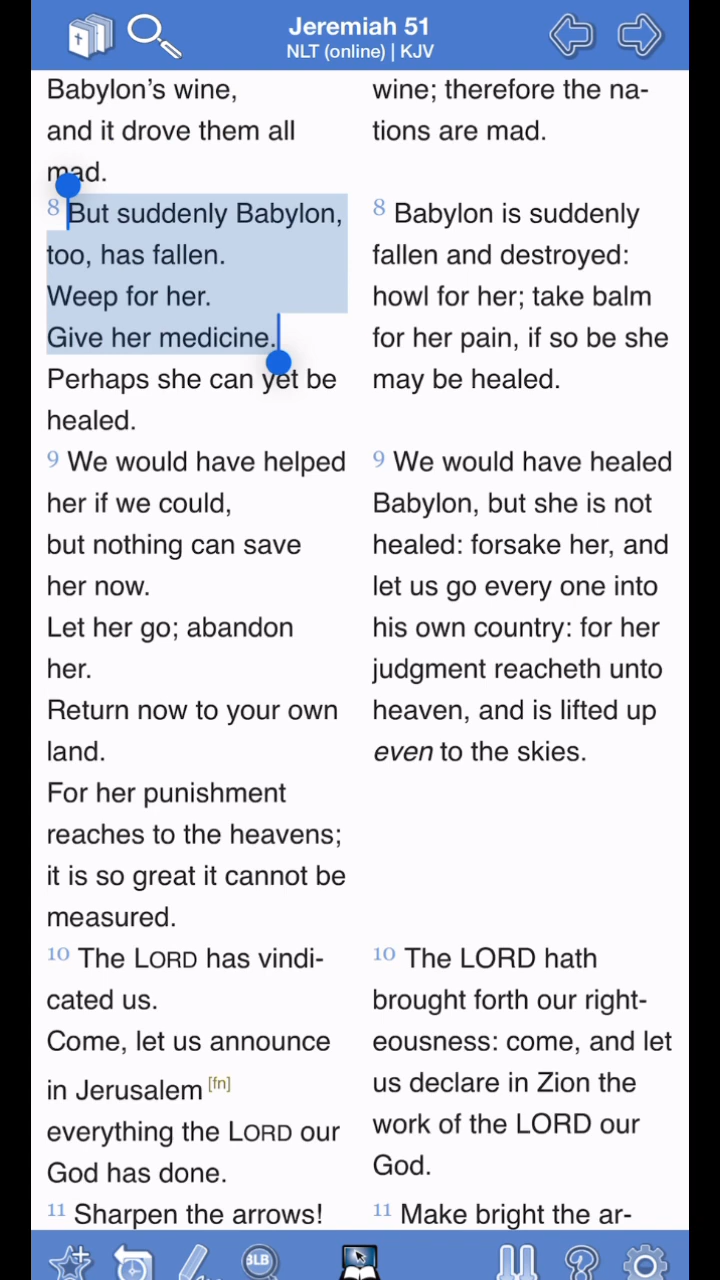 Jeremiah 51
NLT (online) | KJV
Babylon’s wine,
and it drove them all
mad.
8 But suddenly Babylon,
too, has fallen.
Weep for her.
Give her medicine.
Perhaps she can yet be
healed.
9 We would have helped
her if we could,
but nothing can save
her now.
Let her go; abandon
her.
Return now to your own
land.
For her punishment
reaches to the heavens;
it is so great it cannot be
measured.
10 The LORD has vindi-
cated us.
Come, let us announce
in Jerusalem [fn]
everything the LORD our
God has done.
11 Sharpen the arrows!
wine; therefore the na-
tions are mad.
8 Babylon is suddenly
fallen and destroyed:
howl for her; take balm
for her pain, if so be she
may be healed.
9 We would have healed
Babylon, but she is not
healed: forsake her, and
let us go every one into
his own country: for her
judgment reacheth unto
heaven, and is lifted up
even to the skies.
10 The LORD hath
brought forth our right-
eousness: come, and let
us declare in Zion the
work of the LORD our
God.
11 Make bright the ar-
BLB